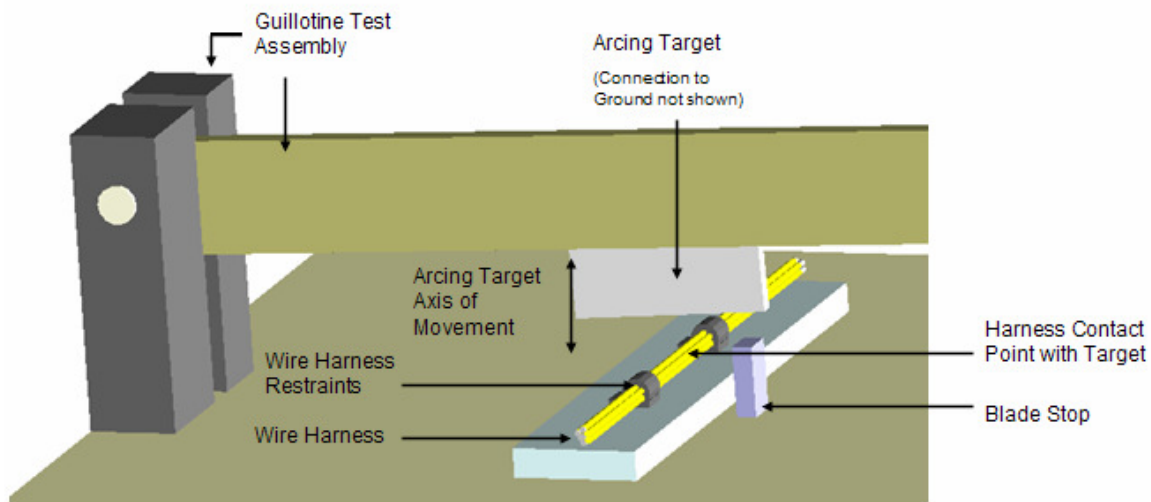 Guillotine Test
Assembly
Arcing Target
(Connection to
Ground not shown)
Arcing Target
Axis of
Movement
Harness Contact
Point with Target
Wire Harness
Restraints
Blade Stop
Wire Harness